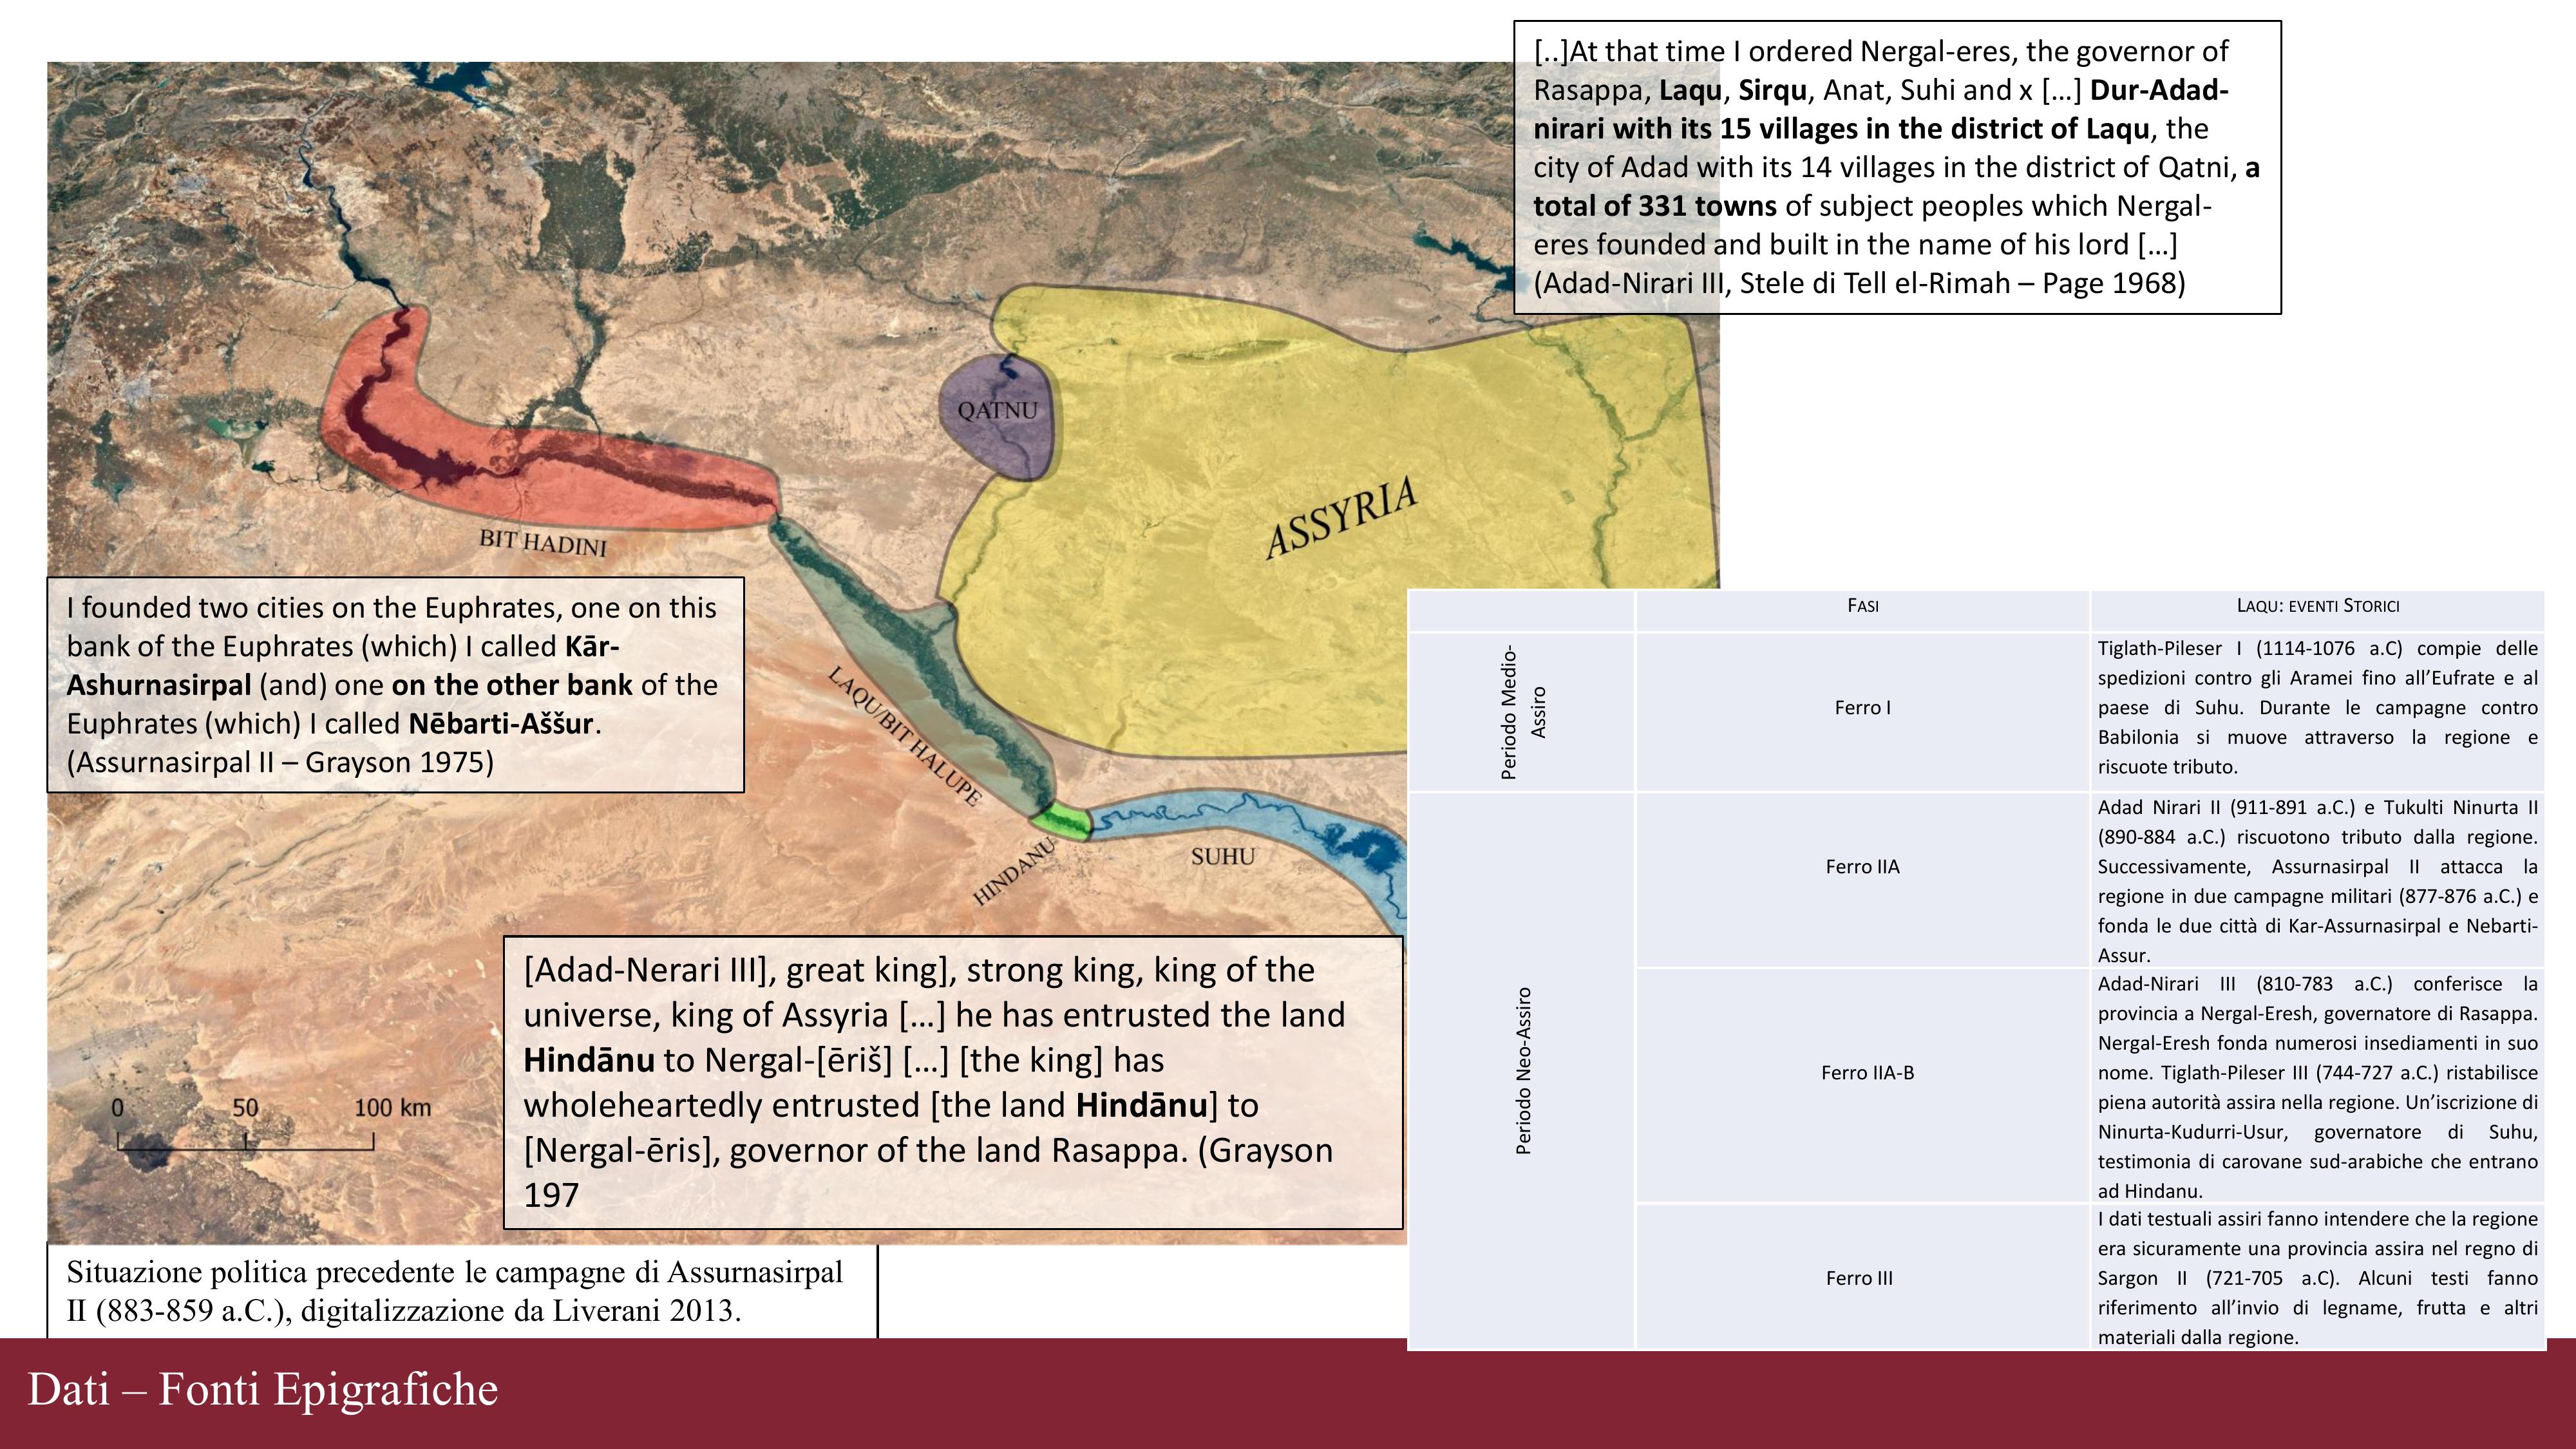 [..]At that time I ordered Nergal-eres, the governor of
Rasappa, Laqu, Sirqu, Anat, Suhi and x [...] Dur-Adad-
nirari with its 15 villages in the district of Laqu, the
city of Adad with its 14 villages in the district of Qatni, a
total of 331 towns of subject peoples which Nergal-
eres founded and built in the name of his lord [...]
(Adad-Nirari III, Stele di Tell el-Rimah – Page 1968)
QATNU
ASSYRIA
BIT HADINI
LAQU/BIT HALUPE
HINDANU
SUHU
I founded two cities on the Euphrates, one on this
bank of the Euphrates (which) I called Kār-
Ashurnasirpal (and) one on the other bank of the
Euphrates (which) I called Nēbarti-Aššur.
(Assurnasirpal II – Grayson 1975)
[Adad-Nerari III], great king], strong king, king of the
universe, king of Assyria [...] he has entrusted the land
Hindānu to Nergal-[ēriš] [...] [the king] has
wholeheartedly entrusted [the land Hindānu] to
[Nergal-ēris], governor of the land Rasappa. (Grayson
197
0 50 100 km
Situazione politica precedente le campagne di Assurnasirpal
II (883-859 a.C.), digitalizzazione da Liverani 2013.
FASI
LAQU: EVENTI STORICI
Periodo Medio-
Assiro
Ferro I
Tiglath-Pileser I (1114-1076 a.C) compie delle
spedizioni contro gli Aramei fino all’Eufrate e al
paese di Suhu. Durante le campagne contro
Babilonia si muove attraverso la regione e
riscuote tributo.
Periodo Neo-Assiro
Ferro IIA
Adad Nirari II (911-891 a.C.) e Tukulti Ninurta II
(890-884 a.C.) riscuotono tributo dalla regione.
Successivamente, Assurnasirpal II attacca la
regione in due campagne militari (877-876 a.C.) e
fonda le due città di Kar-Assurnasirpal e Nebarti-
Assur.
Ferro IIA-B
Adad-Nirari III (810-783 a.C.) conferisce la
provincia a Nergal-Eresh, governatore di Rasappa.
Nergal-Eresh fonda numerosi insediamenti in suo
nome. Tiglath-Pileser III (744-727 a.C.) ristabilisce
piena autorità assira nella regione. Un’iscrizione di
Ninurta-Kudurri-Usur, governatore di Suhu,
testimonia di carovane sud-arabiche che entrano
ad Hindanu.
Ferro III
I dati testuali assiri fanno intendere che la regione
era sicuramente una provincia assira nel regno di
Sargon II (721-705 a.C). Alcuni testi fanno
riferimento all’invio di legname, frutta e altri
materiali dalla regione.
Dati – Fonti Epigrafiche